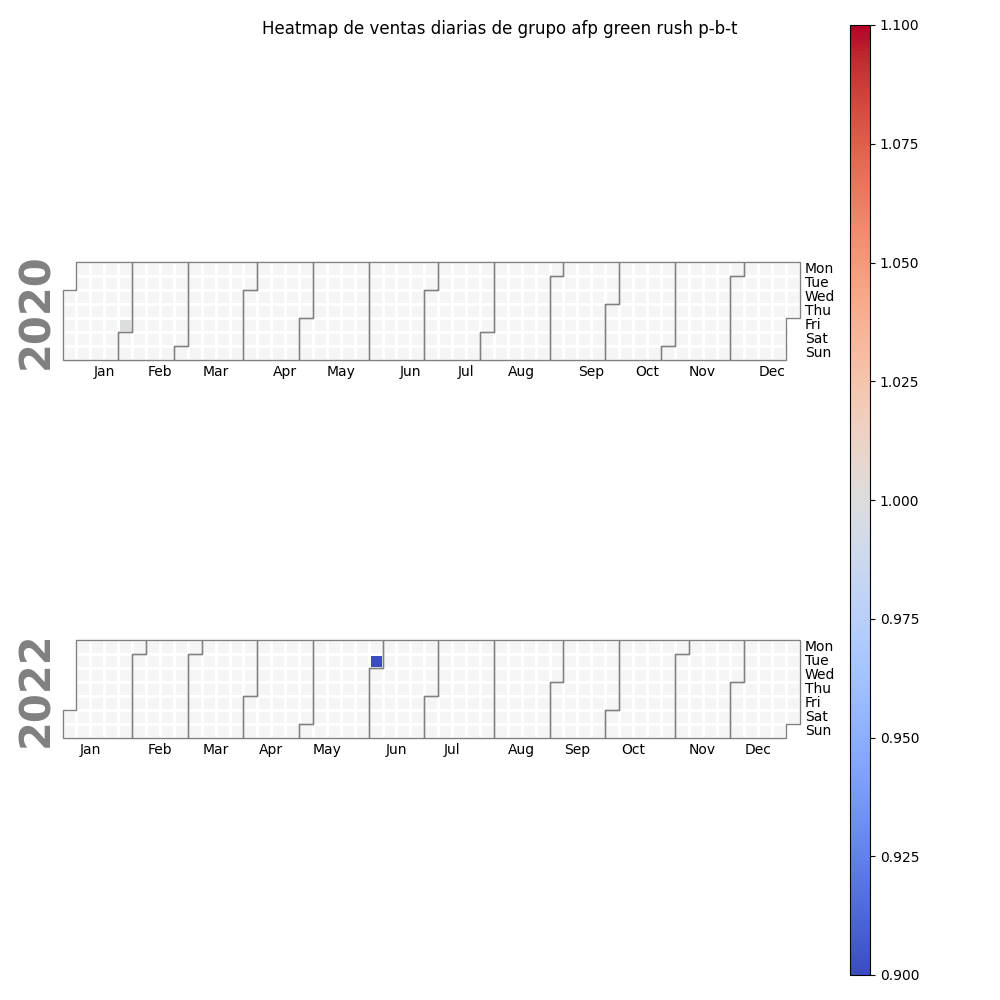 Heatmap de ventas diarias de grupo afp green rush p-b-t
2020
Mon
Tue
Wed
Thu
Fri
Sat
Sun
Jan Feb Mar Apr May Jun Jul Aug Sep Oct Nov Dec
2022
Mon
Tue
Wed
Thu
Fri
Sat
Sun
Jan Feb Mar Apr May Jun Jul Aug Sep Oct Nov Dec
1.100
1.075
1.050
1.025
1.000
0.975
0.950
0.925
0.900